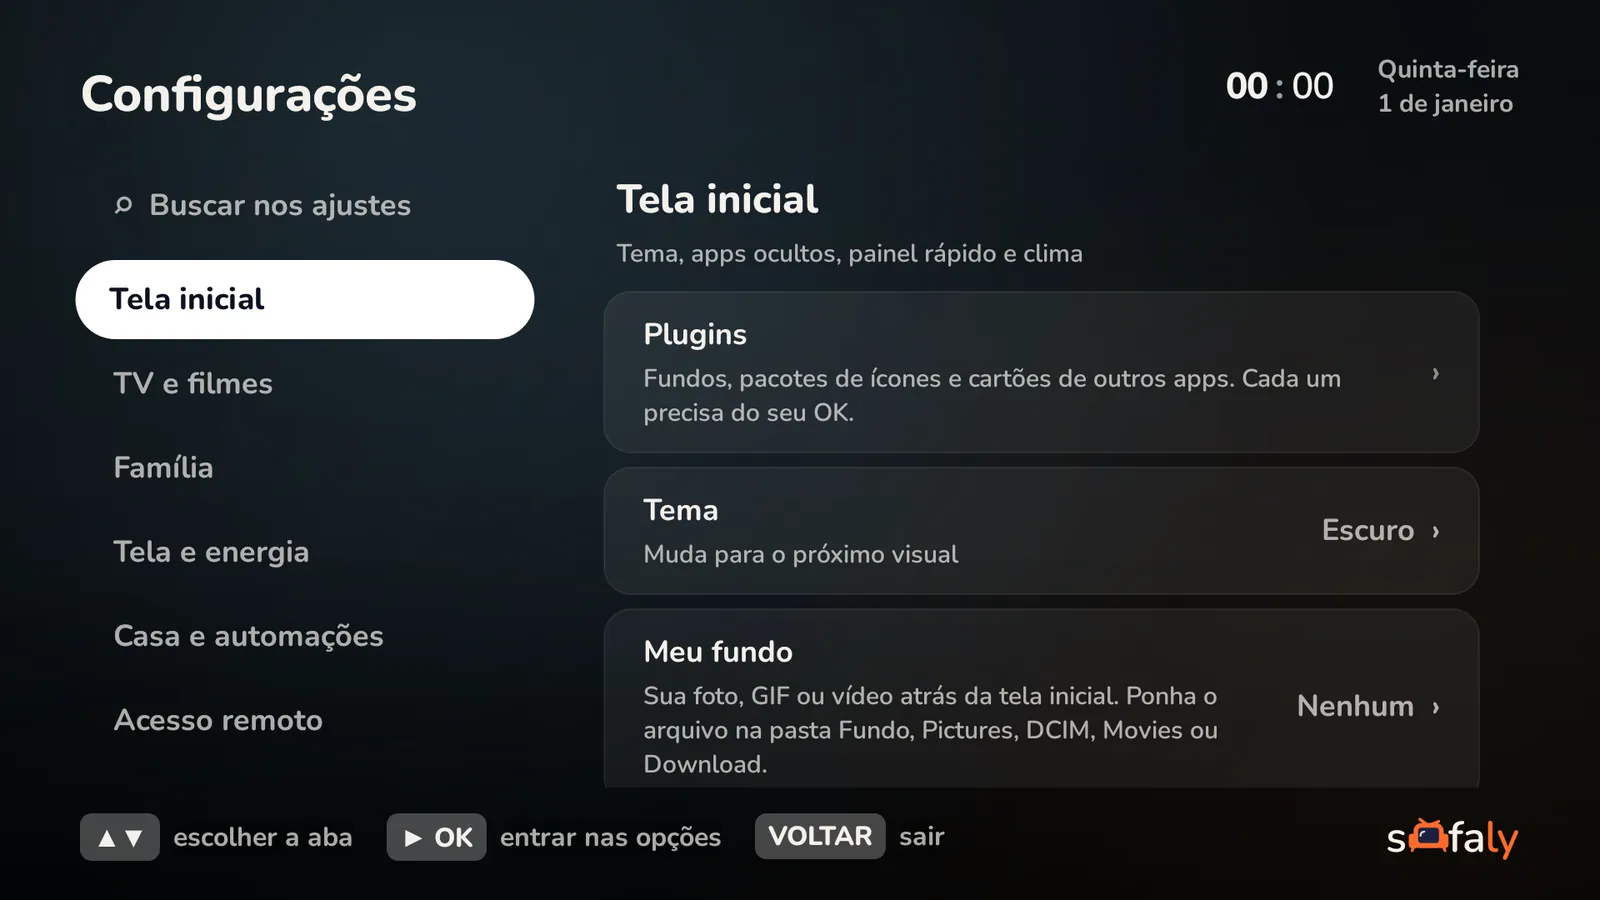 Configurações
00:00
Quinta-feira
1 de janeiro
Buscar nos ajustes
Tela inicial
TV e filmes
Família
Tela e energia
Casa e automações
Acesso remoto
Tela inicial
Tema, apps ocultos, painel rápido e clima
Plugins
Fundos, pacotes de ícones e cartões de outros apps. Cada um
precisa do seu OK.
›
Tema
Muda para o próximo visual
Escuro ›
Meu fundo
Sua foto, GIF ou vídeo atrás da tela inicial. Ponha o
arquivo na pasta Fundo, Pictures, DCIM, Movies ou
Download.
Nenhum ›
▲▼ escolher a aba ► OK entrar nas opções VOLTAR sair
sofaly